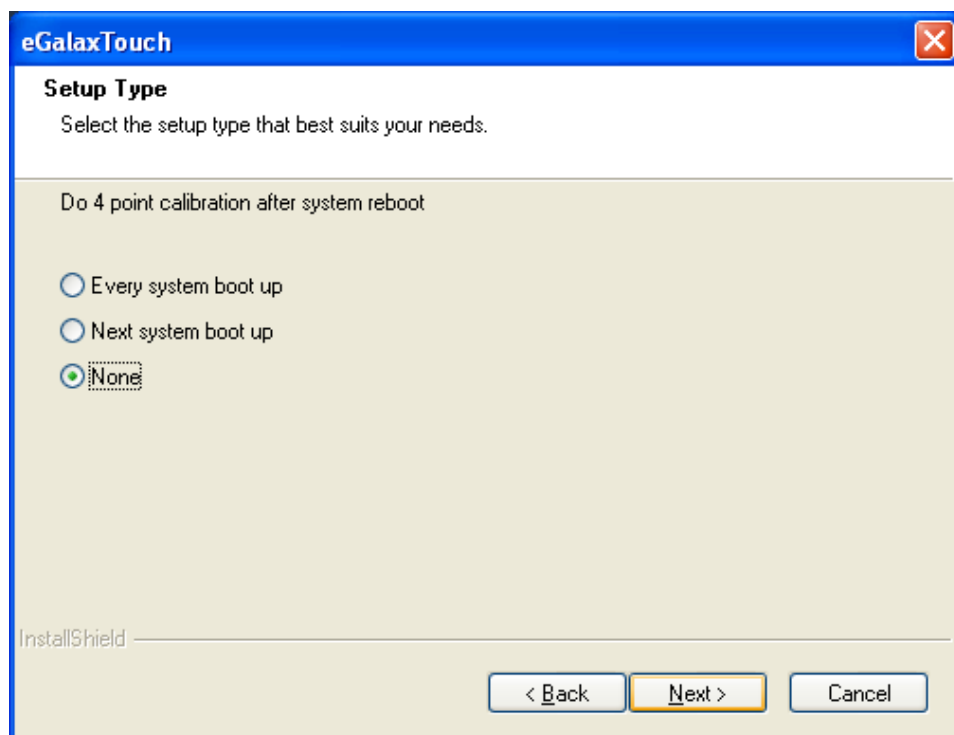 eGalaxTouch
Setup Type
Select the setup type that best suits your needs.
Do 4 point calibration after system reboot
Every system boot up
Next system boot up
None
InstallShield
< Back Next > Cancel